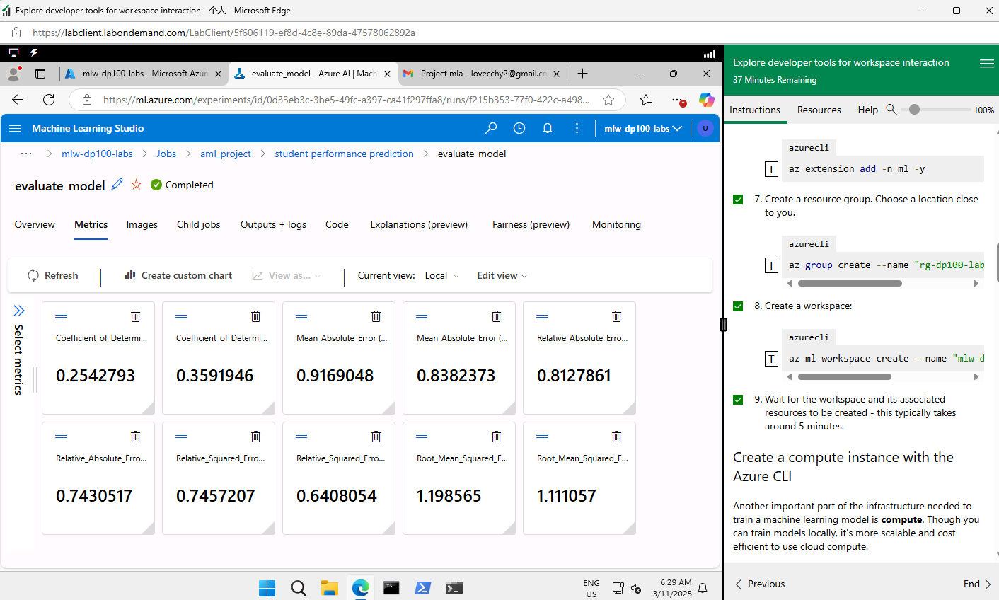 Explore developer tools for workspace interaction - 个人 - Microsoft Edge
https://labclient.labondemand.com/LabClient/5f606119-ef8d-4c8e-89da-47578062892a
mlw-dp100-labs - Microsoft Azur
evaluate_model - Azure AI | Mach
Project mla - lovecchy2@gmail.co
https://ml.azure.com/experiments/id/0d33eb3c-3be5-49fc-a397-ca41f297ffa8/runs/f215b353-77f0-422c-a498...
Machine Learning Studio
mlw-dp100-labs
U
mlw-dp100-labs > Jobs > aml_project > student performance prediction > evaluate_model
evaluate_model Completed
Overview Metrics Images Child jobs Outputs + logs Code Explanations (preview) Fairness (preview) Monitoring
Refresh Create custom chart View as... Current view: Local Edit view
Select metrics
Coefficient_of_Determi... Coefficient_of_Determi... Mean_Absolute_Error (... Mean_Absolute_Error (... Relative_Absolute_Erro...
0.2542793 0.3591946 0.9169048 0.8382373 0.8127861
Relative_Absolute_Erro... Relative_Squared_Erro... Relative_Squared_Erro... Root_Mean_Squared_E... Root_Mean_Squared_E...
0.7430517 0.7457207 0.6408054 1.198565 1.111057
ENG
US
6:29 AM
3/11/2025
Explore developer tools for workspace interaction
37 Minutes Remaining
Instructions Resources Help 100%
azurecli
T az extension add -n ml -y
7. Create a resource group. Choose a location close
to you.
azurecli
T az group create --name "rg-dp100-lab
8. Create a workspace:
azurecli
T az ml workspace create --name "mlw-d
9. Wait for the workspace and its associated
resources to be created - this typically takes
around 5 minutes.
Create a compute instance with the
Azure CLI
Another important part of the infrastructure needed to
train a machine learning model is compute. Though you
can train models locally, it's more scalable and cost
efficient to use cloud compute.
Previous End